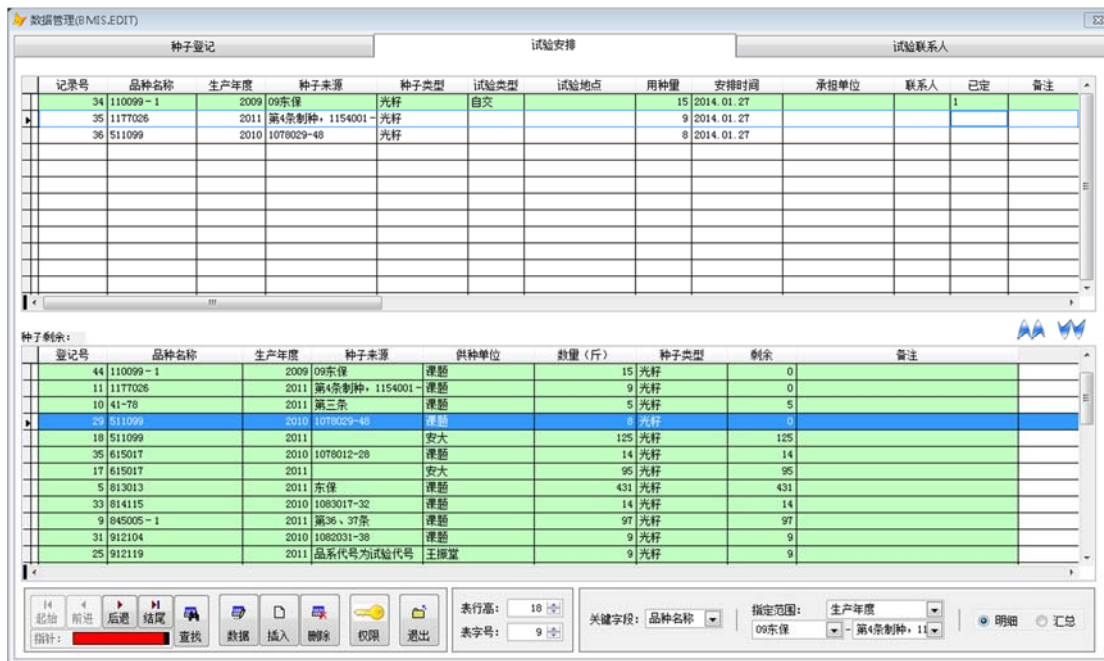 数据管理(BMIS.EDIT)
种子登记 试验安排 试验联系人
记录号 品种名称 生产年度 种子来源 种子类型 试验类型 试验地点 用种量 安排时间 承担单位 联系人 已定 备注
34 110099-1 2009 09东保 光籽 自交 15 2014.01.27 1
35 1177026 2011 第4条制种，1154001- 光籽 9 2014.01.27
36 511099 2010 1078029-48 光籽 8 2014.01.27
种子剩余：
登记号 品种名称 生产年度 种子来源 供种单位 数量（斤） 种子类型 剩余 备注
44 110099-1 2009 09东保 课题 15 光籽 0
11 1177026 2011 第4条制种，1154001- 课题 9 光籽 0
10 41-78 2011 第三条 课题 5 光籽 5
29 511099 2010 1078029-48 课题 8 光籽 0
18 511099 2011 安大 125 光籽 125
35 615017 2010 1078012-28 课题 14 光籽 14
17 615017 2011 安大 95 光籽 95
5 813013 2011 东保 课题 431 光籽 431
33 814115 2010 1083017-32 课题 14 光籽 14
9 845005-1 2011 第36、37条 课题 97 光籽 97
31 912104 2010 1082031-38 课题 9 光籽 9
25 912119 2011 品系代号为试验代号 王振堂 9 光籽 9
起始 前进 后退 结尾 查找 数据 插入 删除 权限 退出
指针：
表行高： 18
表字号： 9
关键字段： 品种名称
指定范围： 生产年度
09东保 - 第4条制种，11
明细 汇总